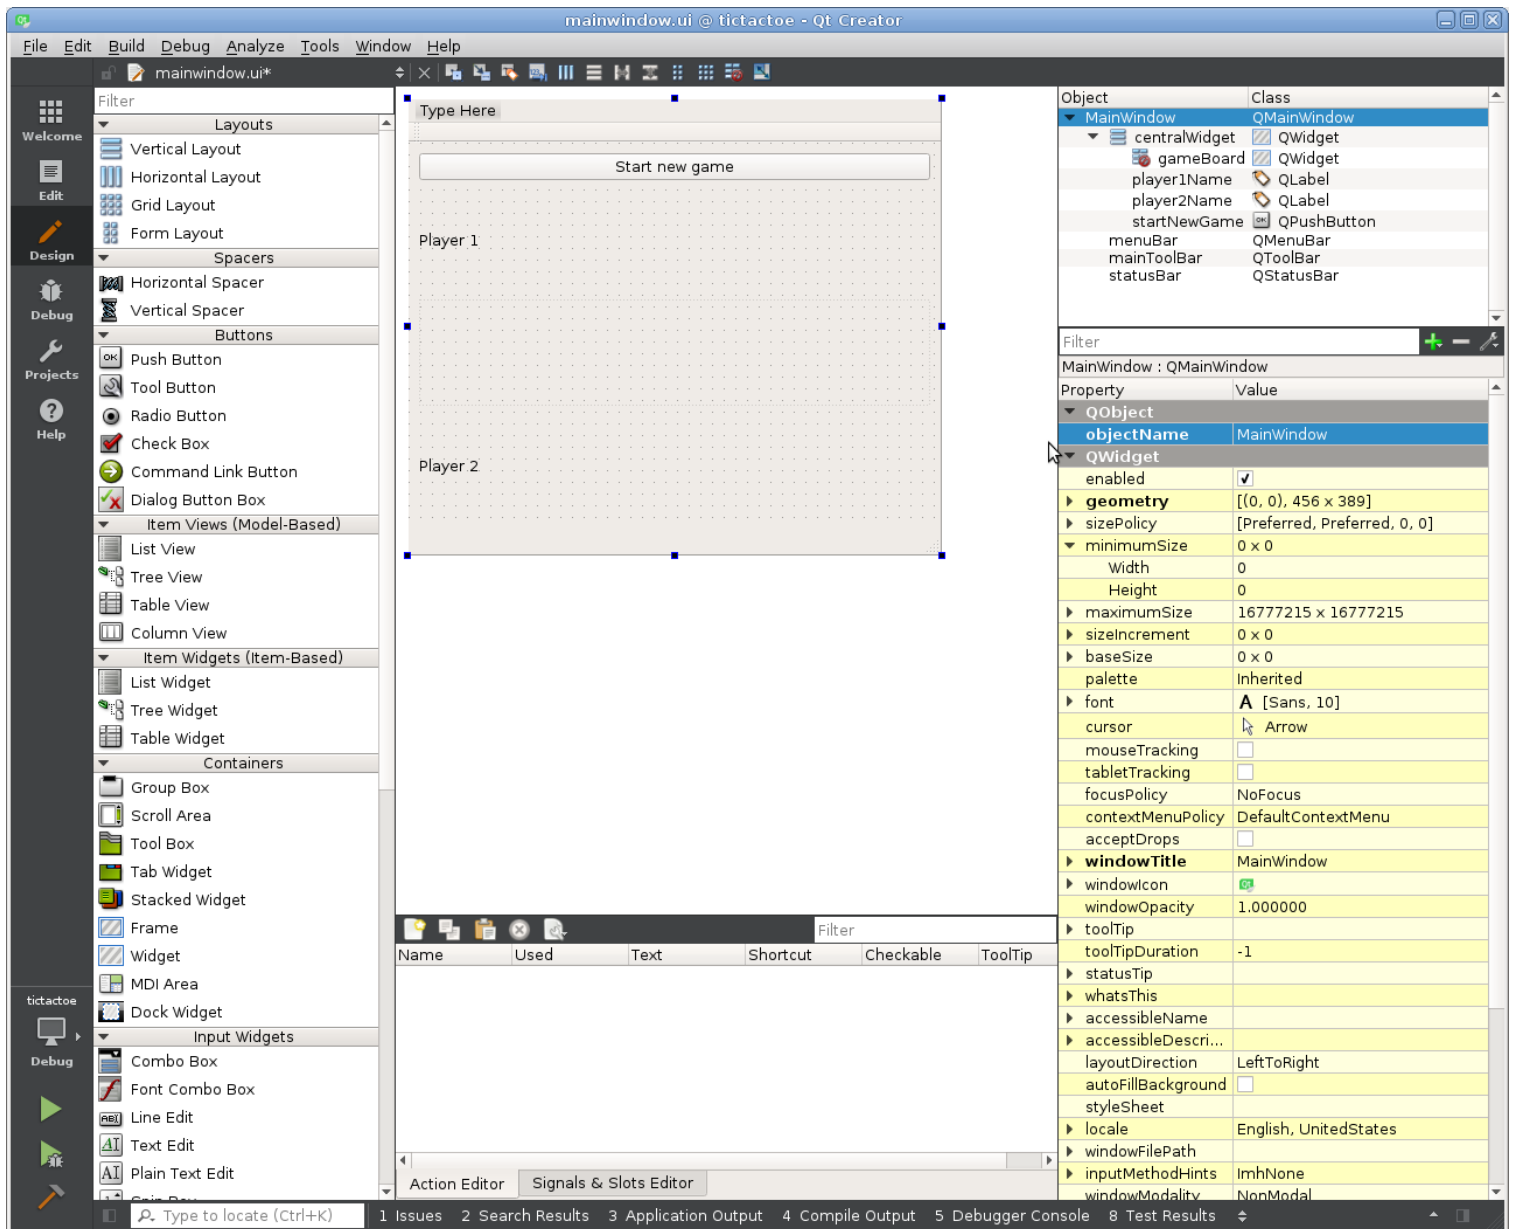 mainwindow.ui @ tictactoe - Qt Creator
File Edit Build Debug Analyze Tools Window Help
mainwindow.ui*
Welcome
Edit
Design
Debug
Projects
Help
tictactoe
Debug
Filter
Layouts
Vertical Layout
Horizontal Layout
Grid Layout
Form Layout
Spacers
Horizontal Spacer
Vertical Spacer
Buttons
Push Button
Tool Button
Radio Button
Check Box
Command Link Button
Dialog Button Box
Item Views (Model-Based)
List View
Tree View
Table View
Column View
Item Widgets (Item-Based)
List Widget
Tree Widget
Table Widget
Containers
Group Box
Scroll Area
Tool Box
Tab Widget
Stacked Widget
Frame
Widget
MDI Area
Dock Widget
Input Widgets
Combo Box
Font Combo Box
Line Edit
Text Edit
Plain Text Edit
Spin Box
Type Here
Start new game
Player 1
Player 2
Filter
Name Used Text Shortcut Checkable ToolTip
Action Editor Signals & Slots Editor
Object Class
MainWindow QMainWindow
centralWidget QWidget
gameBoard QWidget
player1Name QLabel
player2Name QLabel
startNewGame QPushButton
menuBar QMenuBar
mainToolBar QToolBar
statusBar QStatusBar
Filter
MainWindow : QMainWindow
Property Value
QObject
objectName MainWindow
QWidget
enabled
geometry [(0, 0), 456 x 389]
sizePolicy [Preferred, Preferred, 0, 0]
minimumSize 0 x 0
Width 0
Height 0
maximumSize 16777215 x 16777215
sizeIncrement 0 x 0
baseSize 0 x 0
palette Inherited
font A [Sans, 10]
cursor Arrow
mouseTracking
tabletTracking
focusPolicy NoFocus
contextMenuPolicy DefaultContextMenu
acceptDrops
windowTitle MainWindow
windowIcon
windowOpacity 1.000000
toolTip
toolTipDuration -1
statusTip
whatsThis
accessibleName
accessibleDescri...
layoutDirection LeftToRight
autoFillBackground
styleSheet
locale English, UnitedStates
windowFilePath
inputMethodHints ImhNone
windowModality NonModal
Type to locate (Ctrl+K) 1 Issues 2 Search Results 3 Application Output 4 Compile Output 5 Debugger Console 8 Test Results